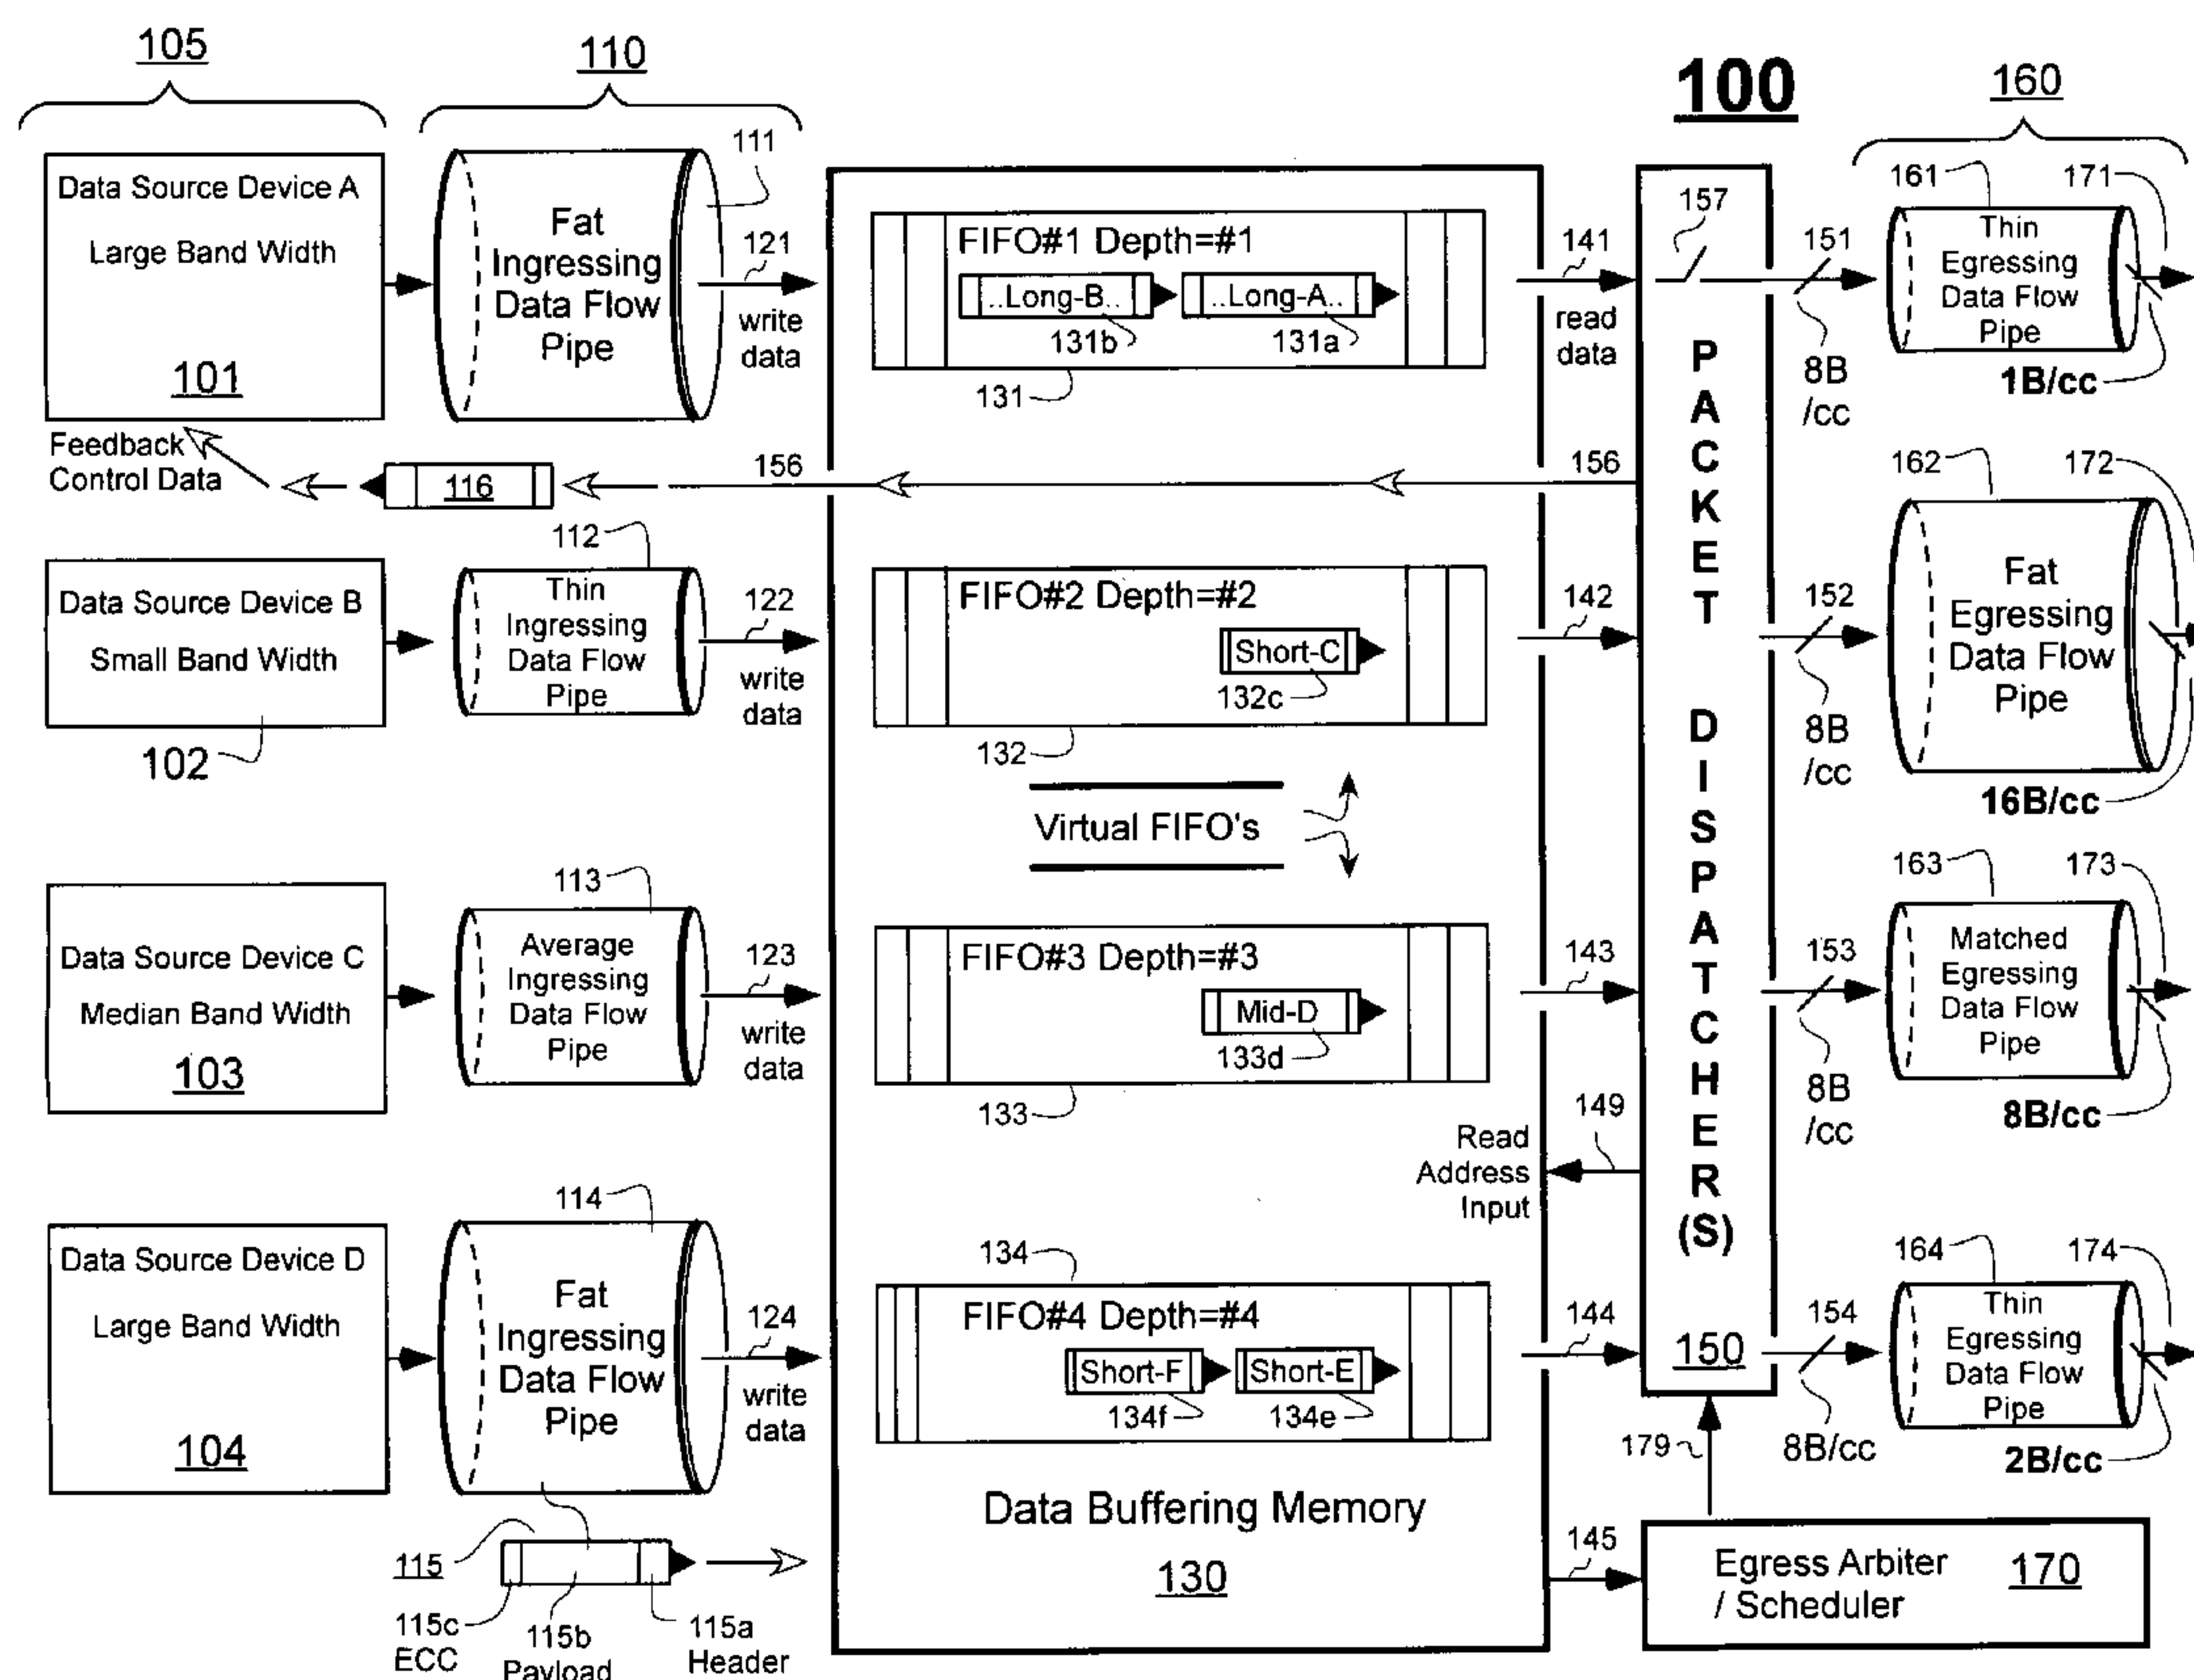 105
110
100
160
Data Source Device A
Large Band Width
101
Fat
Ingressing
Data Flow
Pipe
111
121
write
data
FIFO#1 Depth=#1
..Long-B..
..Long-A..
131b
131a
131
141
read
data
157
151
8B
/cc
161
171
Thin
Egressing
Data Flow
Pipe
1B/cc
Feedback
Control Data
116
156
156
Data Source Device B
Small Band Width
102
112
Thin
Ingressing
Data Flow
Pipe
122
write
data
FIFO#2 Depth=#2
Short-C
132c
132
142
152
8B
/cc
162
172
Fat
Egressing
Data Flow
Pipe
16B/cc
Virtual FIFO's
PACKET
DISPATCHER
(S)
150
Data Source Device C
Median Band Width
103
113
Average
Ingressing
Data Flow
Pipe
123
write
data
FIFO#3 Depth=#3
Mid-D
133d
133
143
153
8B
/cc
163
173
Matched
Egressing
Data Flow
Pipe
8B/cc
149
Read
Address
Input
Data Source Device D
Large Band Width
104
114
Fat
Ingressing
Data Flow
Pipe
124
write
data
134
FIFO#4 Depth=#4
Short-F
Short-E
134f
134e
144
154
8B/cc
164
174
Thin
Egressing
Data Flow
Pipe
2B/cc
179
Data Buffering Memory
130
145
Egress Arbiter
/ Scheduler
170
115
115c
ECC
115b
Payload
115a
Header